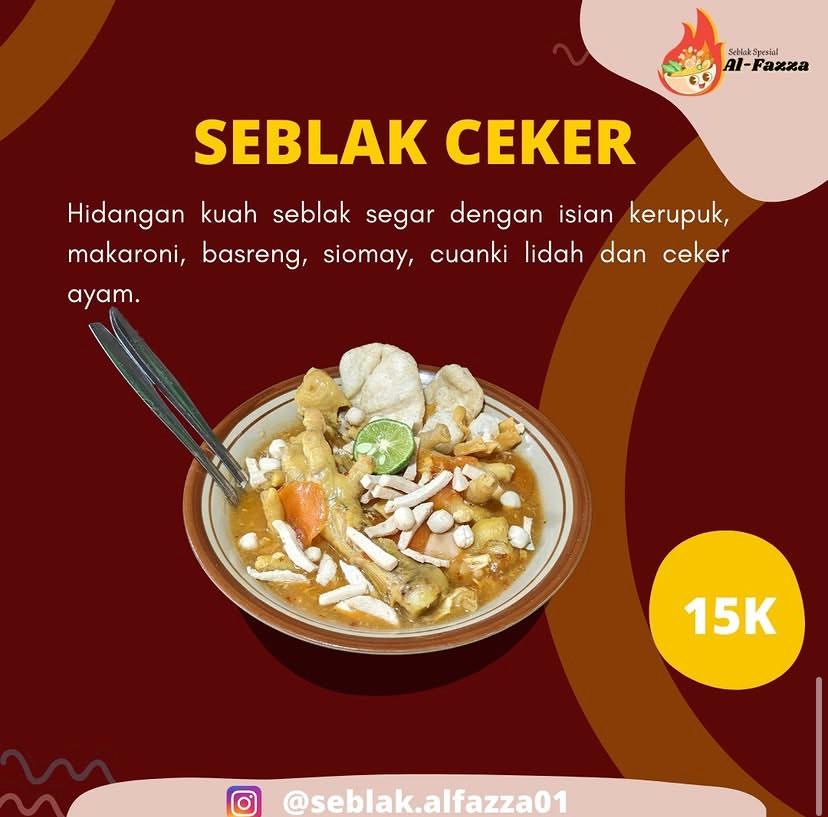 Seblak Spesial
Al-Fazza
SEBLAK CEKER
Hidangan kuah seblak segar dengan isian kerupuk,
makaroni, basreng, siomay, cuanki lidah dan ceker
ayam.
15K
@seblak.alfazza01